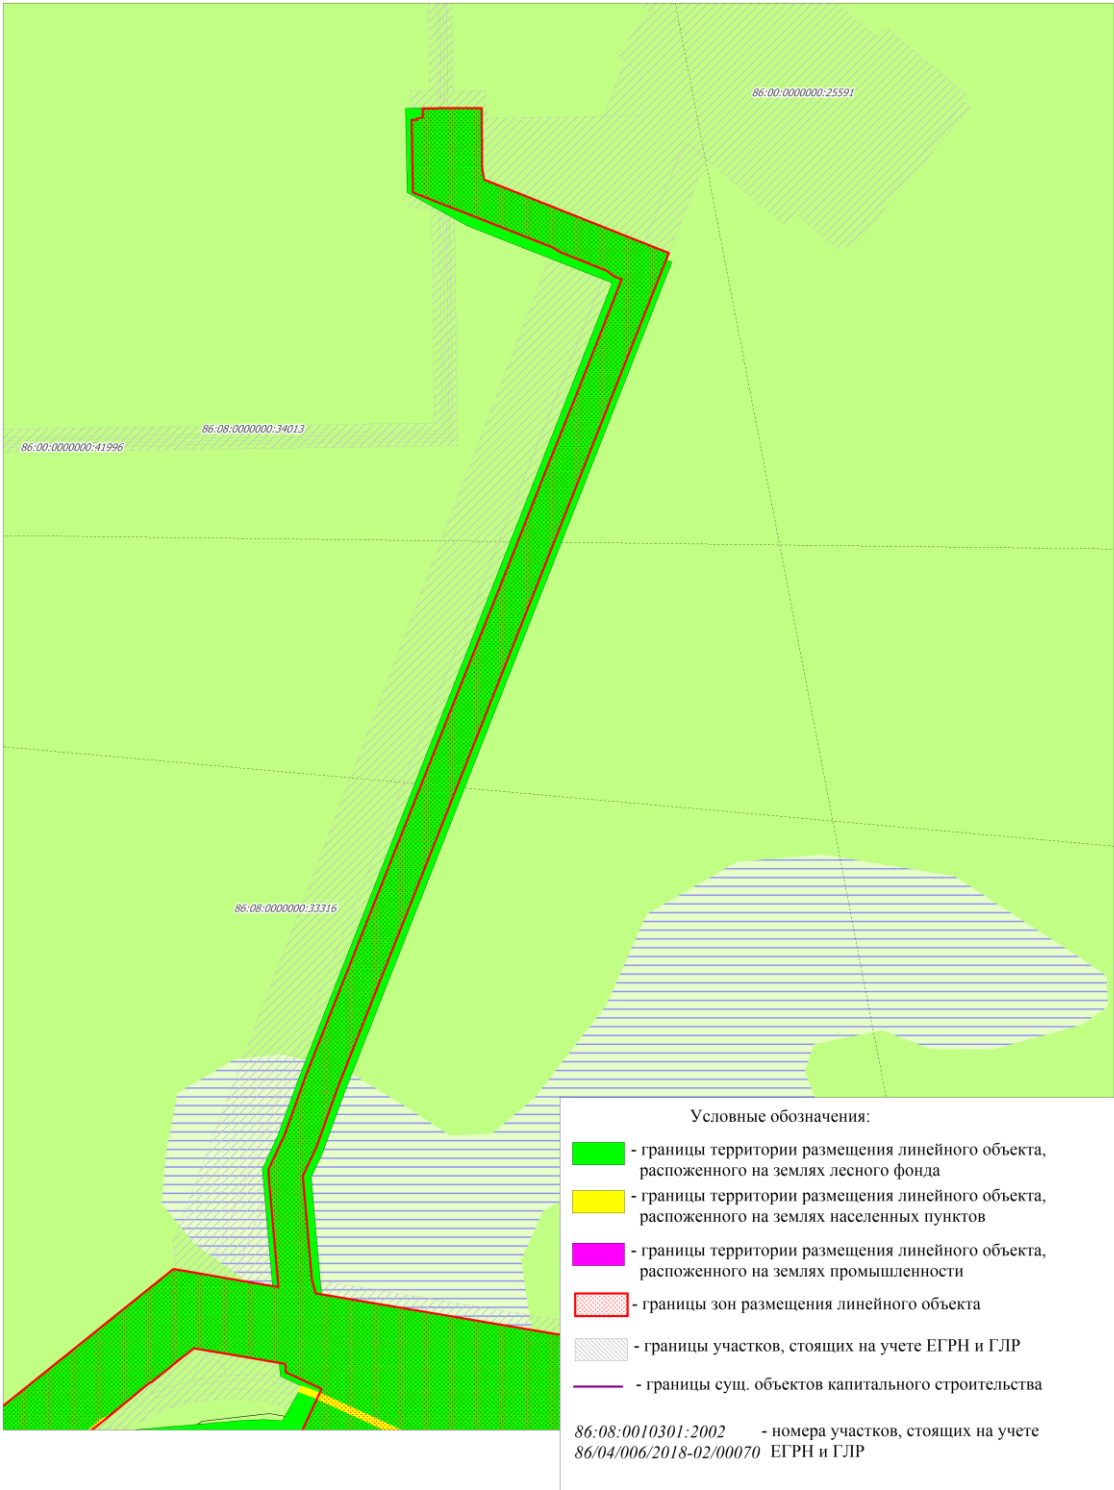 86:00:0000000:25591
86:08:0000000:34013
86:00:0000000:41996
86:08:0000000:33316
Условные обозначения:
- границы территории размещения линейного объекта,
распоженного на землях лесного фонда
- границы территории размещения линейного объекта,
распоженного на землях населенных пунктов
- границы территории размещения линейного объекта,
распоженного на землях промышленности
- границы зон размещения линейного объекта
- границы участков, стоящих на учете ЕГРН и ГЛР
- границы сущ. объектов капитального строительства
86:08:0010301:2002 - номера участков, стоящих на учете
86/04/006/2018-02/00070 ЕГРН и ГЛР